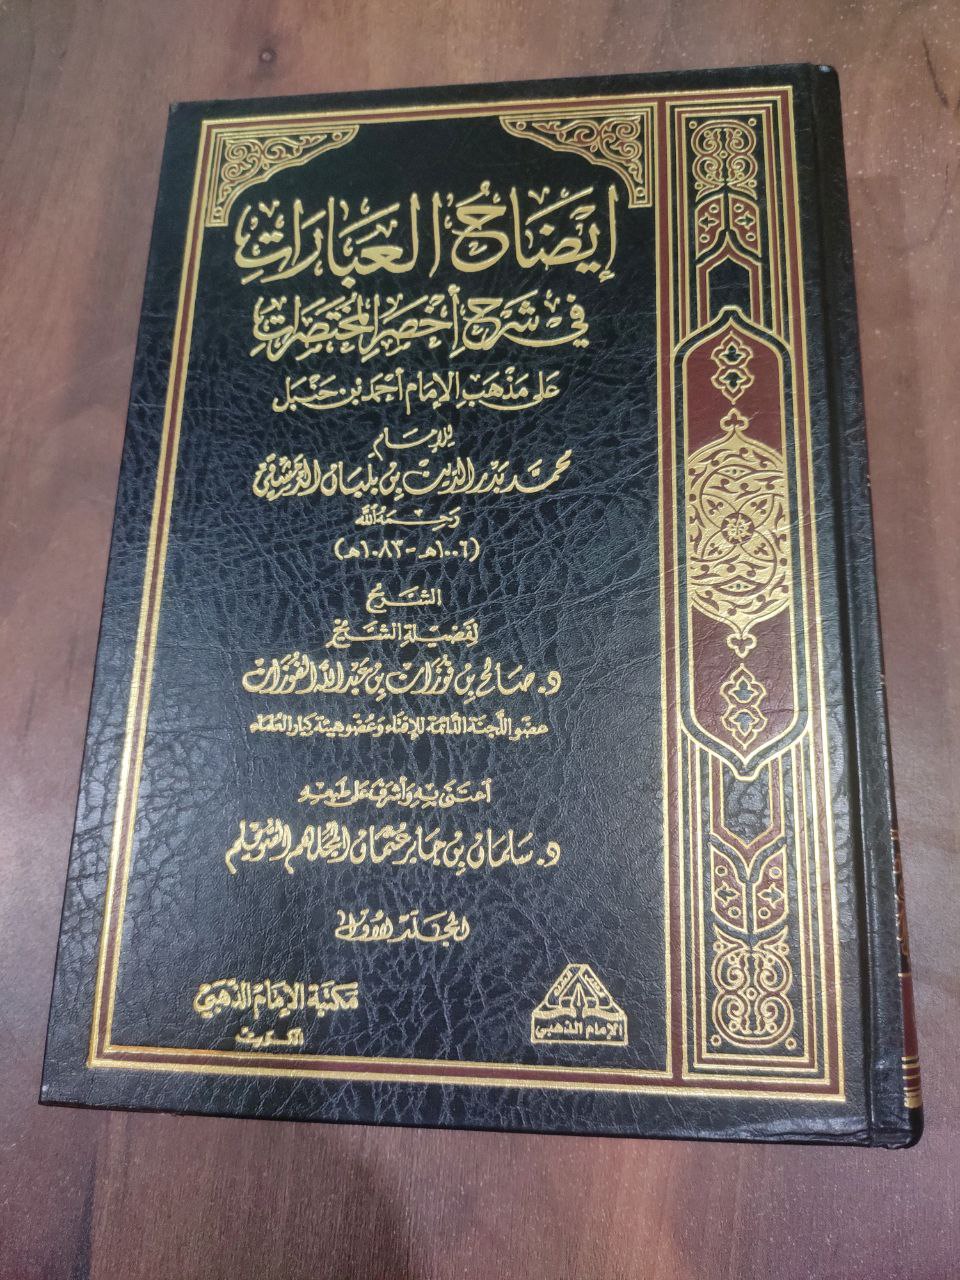 إيضاح العبارات
في شرح أخصر المختصرات
على مذهب الإمام أحمد بن حنبل
للإمام
محمد بدر الدين بن بلبان الدمشقي
رحمه الله
(١٠٠٦هـ - ١٠٨٣هـ)
الشرح
لفضيلة الشيخ
د. صالح بن فوزان بن عبد الله الفوزان
عضو اللجنة الدائمة للإفتاء وعضو هيئة كبار العلماء
اعتنى به وأشرف على طبعه
د. سلمان بن جابر عثمان المجلهم السويلم
المجلد الأول
مكتبة الإمام الذهبي
الكويت
الإمام الذهبي